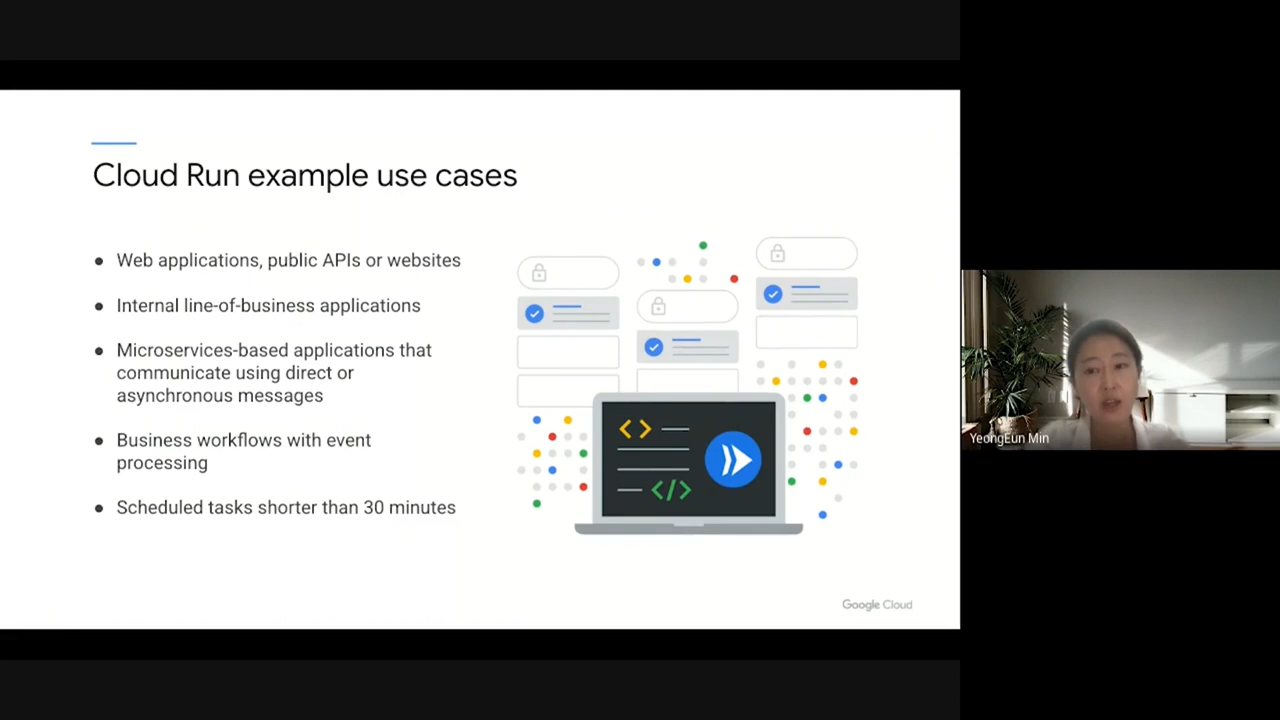 Cloud Run example use cases
● Web applications, public APIs or websites
● Internal line-of-business applications
● Microservices-based applications that
communicate using direct or
asynchronous messages
● Business workflows with event
processing
● Scheduled tasks shorter than 30 minutes
< >
</>
Google Cloud
YeongEun Min